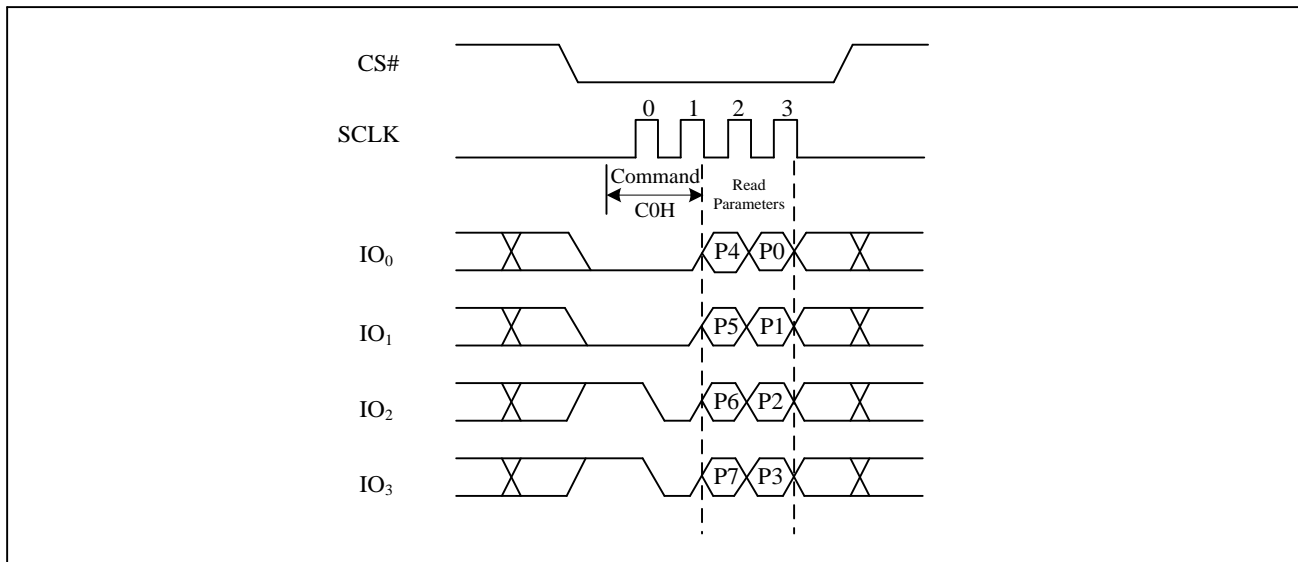 CS#
0 1 2 3
SCLK
Command
C0H
Read
Parameters
IO₀ P4 P0
IO₁ P5 P1
IO₂ P6 P2
IO₃ P7 P3